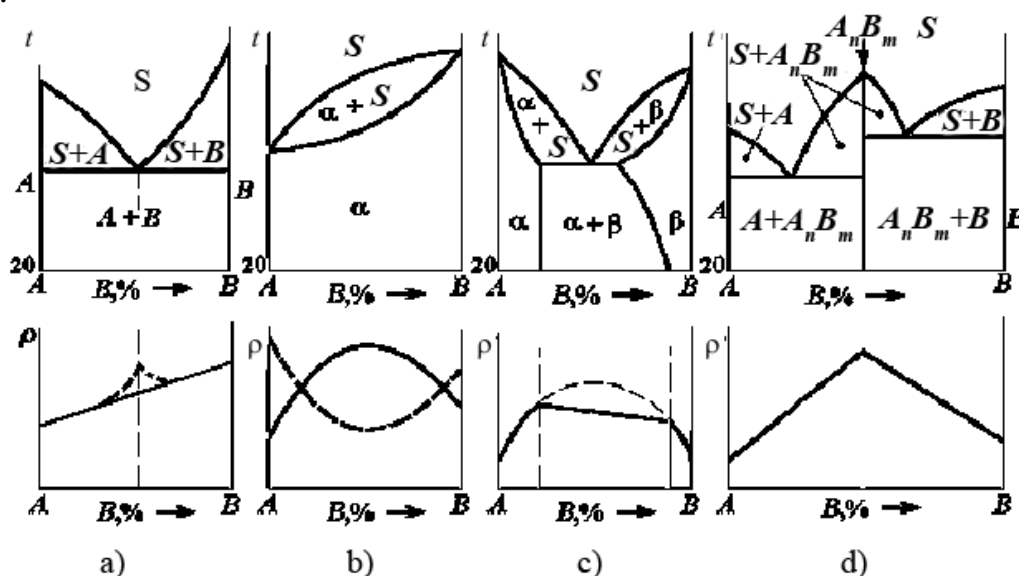 t
S
S+A
S+B
A
B
A + B
20
A
B,%
B
t
S
α + S
α
20
A
B,%
B
t
S
α
+
S
S+β
α
α + β
β
20
A
B,%
B
t
AₙBₘ
S
S+AₙBₘ
S+A
S+B
A
A+AₙBₘ
AₙBₘ+B
B
20
A
B,%
B
ρ
A
B,%
B
ρ
A
B,%
B
ρ
A
B,%
B
ρ
A
B,%
B
a)
b)
c)
d)